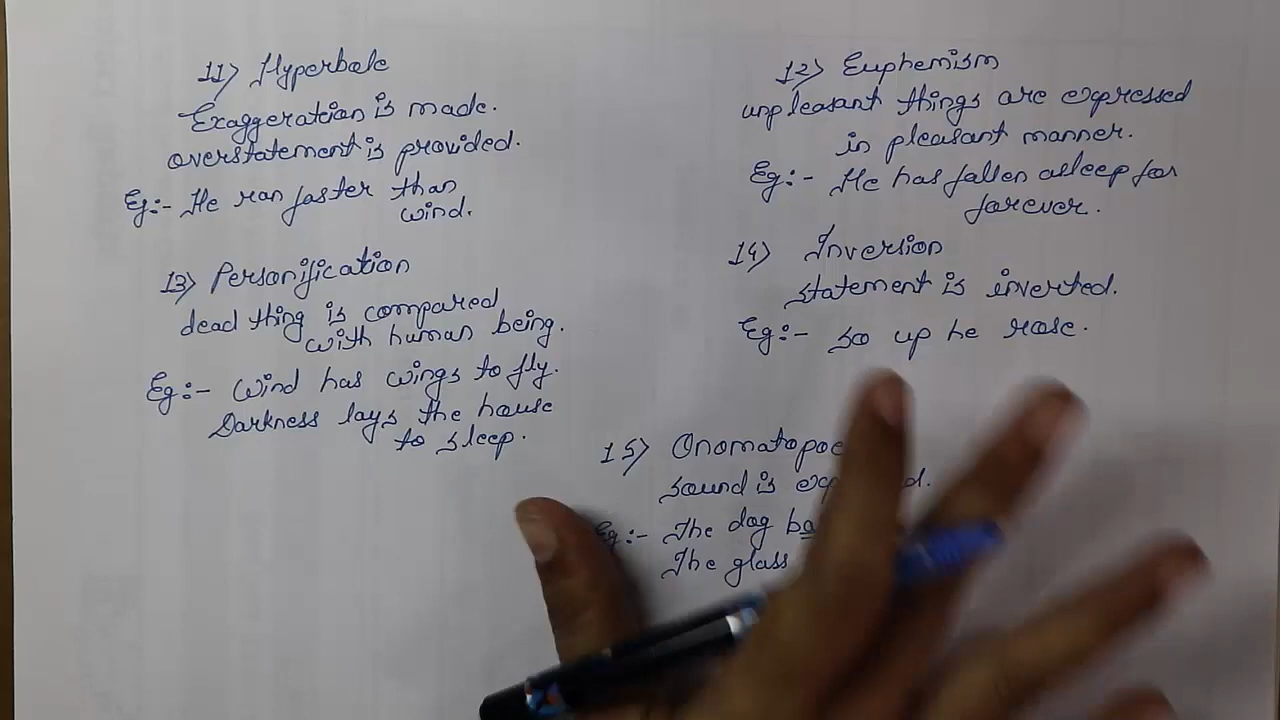 11) Hyperbole
Exaggeration is made.
overstatement is provided.
Eg:- He ran faster than
wind.
12) Euphemism
unpleasant things are expressed
in pleasant manner.
Eg:- He has fallen asleep for
forever.
13) Personification
dead thing is compared
with human being.
Eg:- Wind has wings to fly.
Darkness lays the house
to sleep.
14) Inversion
statement is inverted.
Eg:- So up he rose.
15)
Sound is
Eg:- The dog
The glass